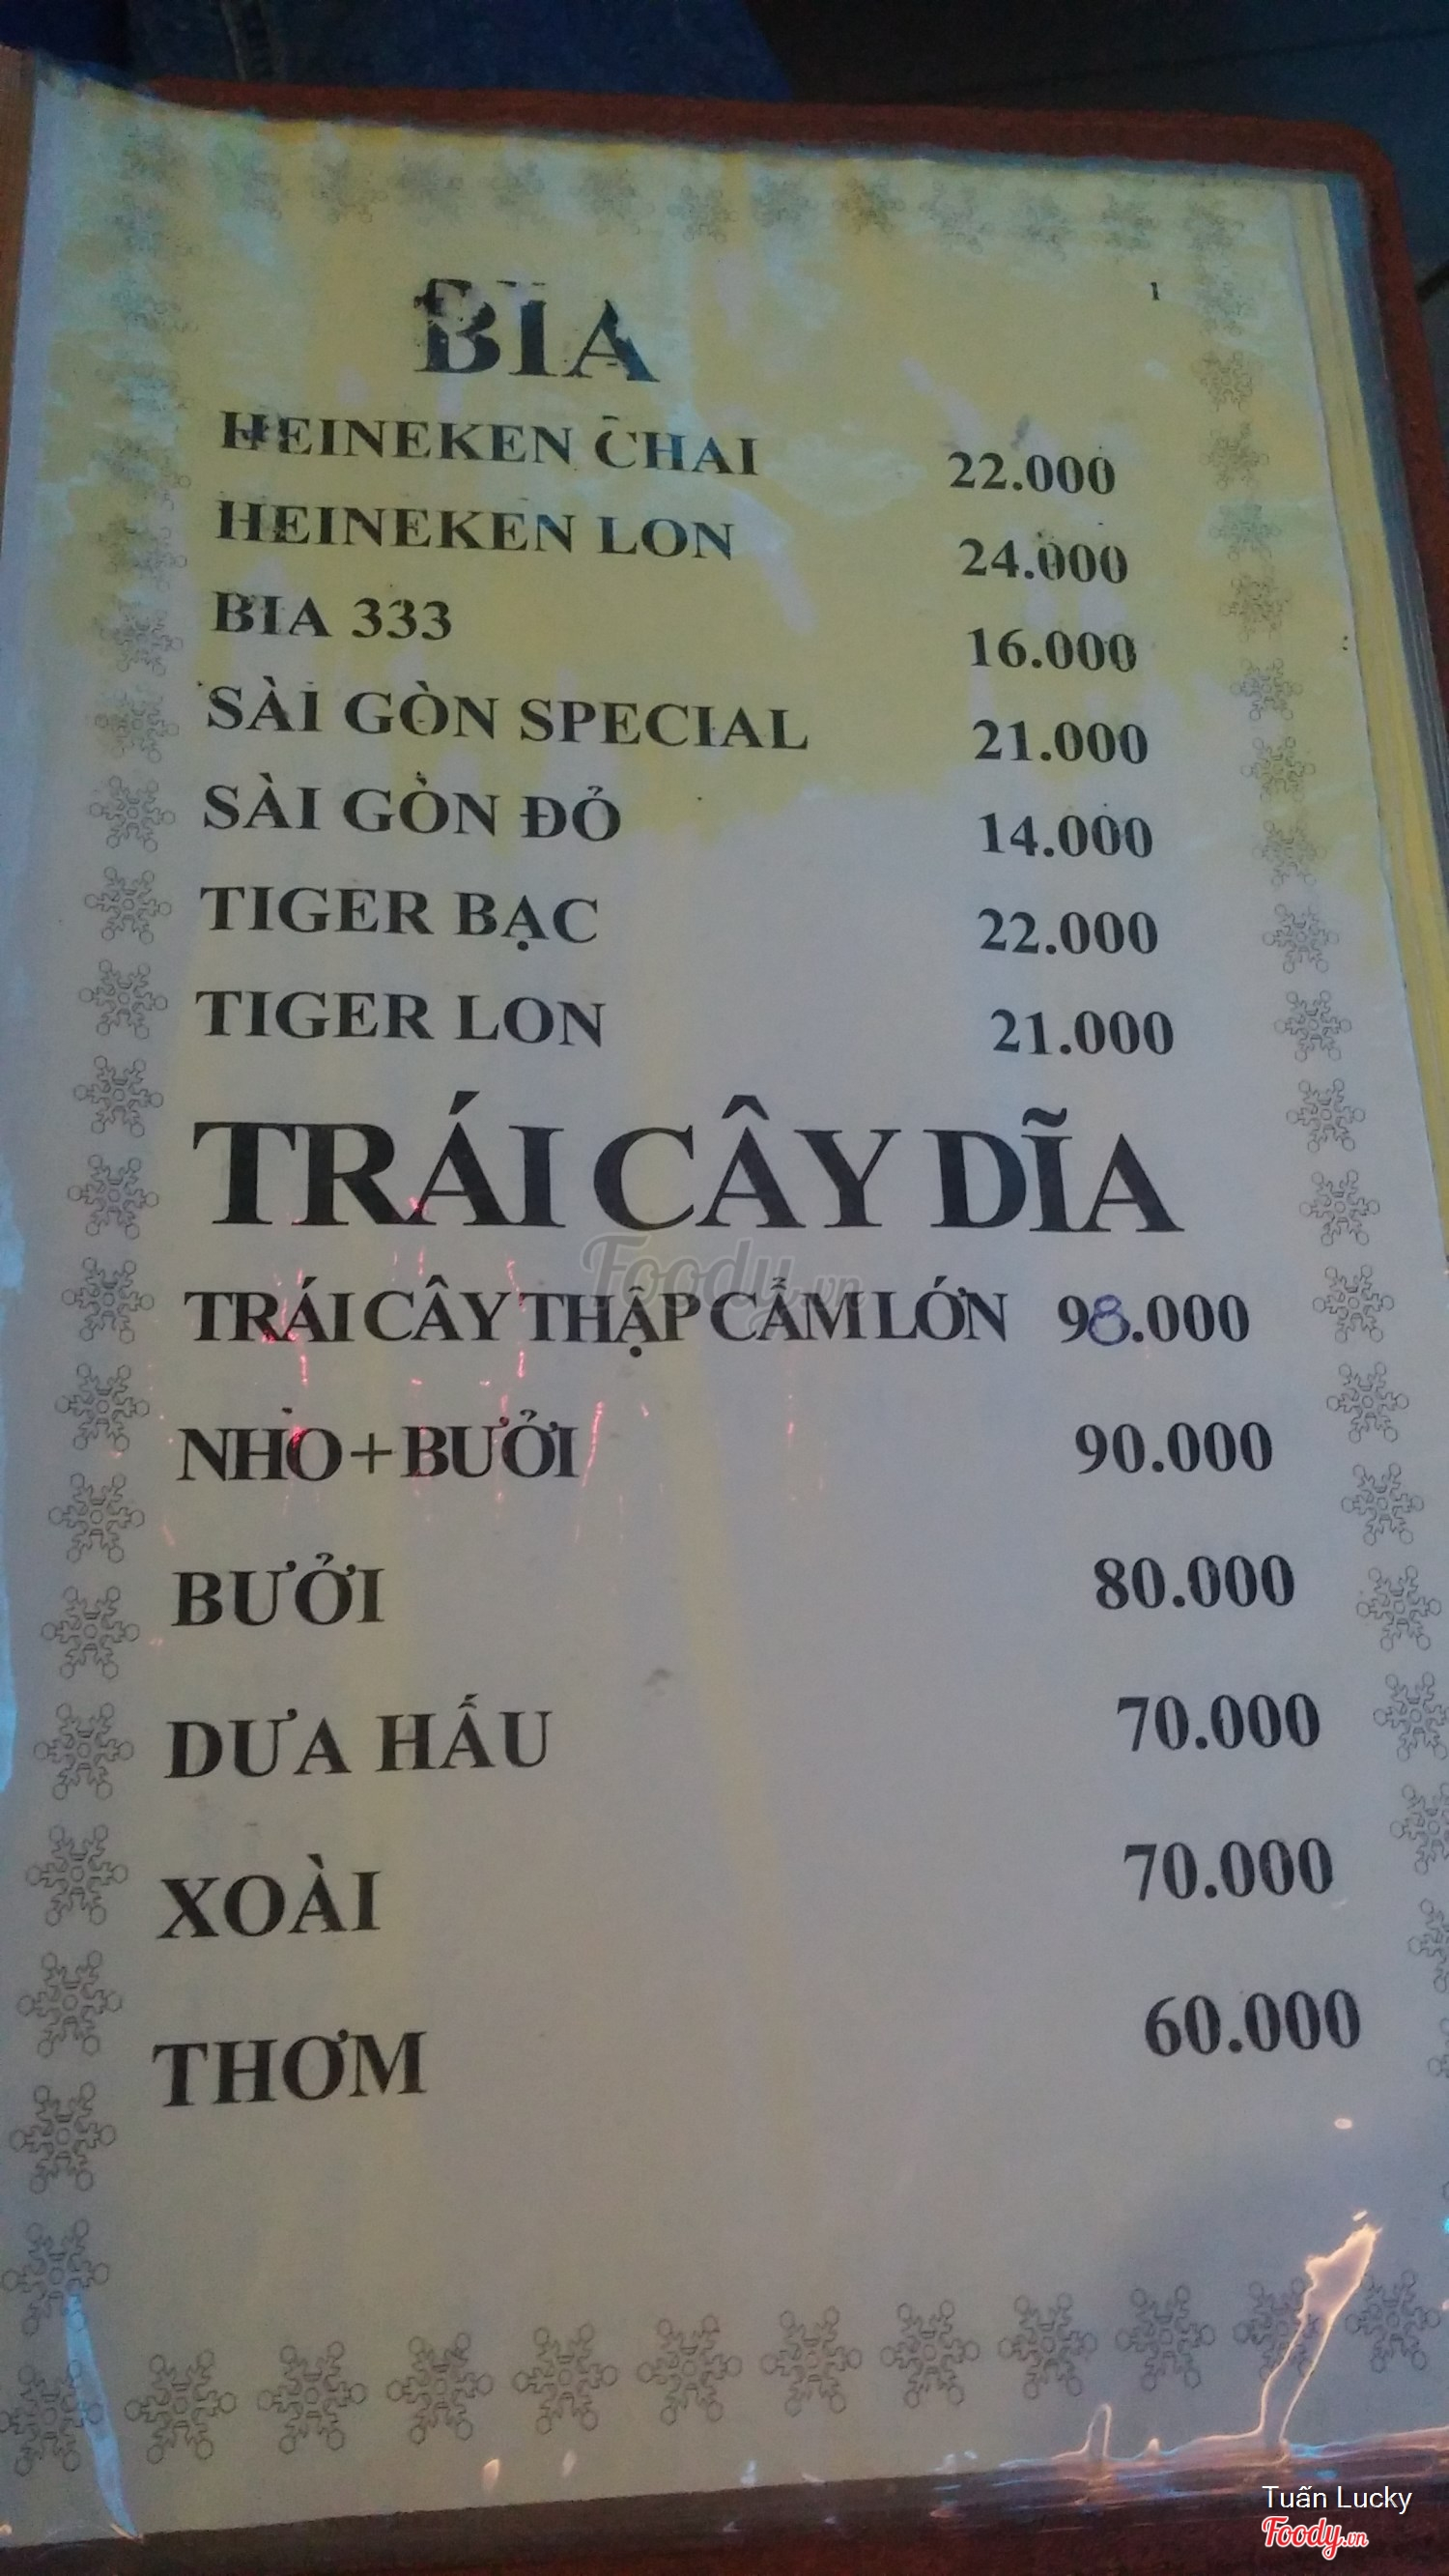 1
BIA
HEINEKEN CHAI 22.000
HEINEKEN LON 24.000
BIA 333 16.000
SÀI GÒN SPECIAL 21.000
SÀI GÒN ĐỎ 14.000
TIGER BẠC 22.000
TIGER LON 21.000
TRÁI CÂY DĨA
TRÁI CÂY THẬP CẨM LỚN 98.000
NHO+BƯỞI 90.000
BƯỞI 80.000
DƯA HẤU 70.000
XOÀI 70.000
THƠM 60.000
Foody.vn
Tuấn Lucky
Foody.vn